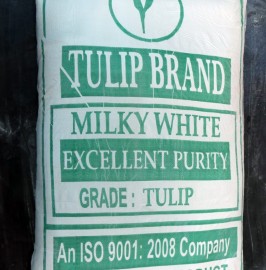 TULIP BRAND
MILKY WHITE
EXCELLENT PURITY
GRADE : TULIP
An ISO 9001: 2008 Company